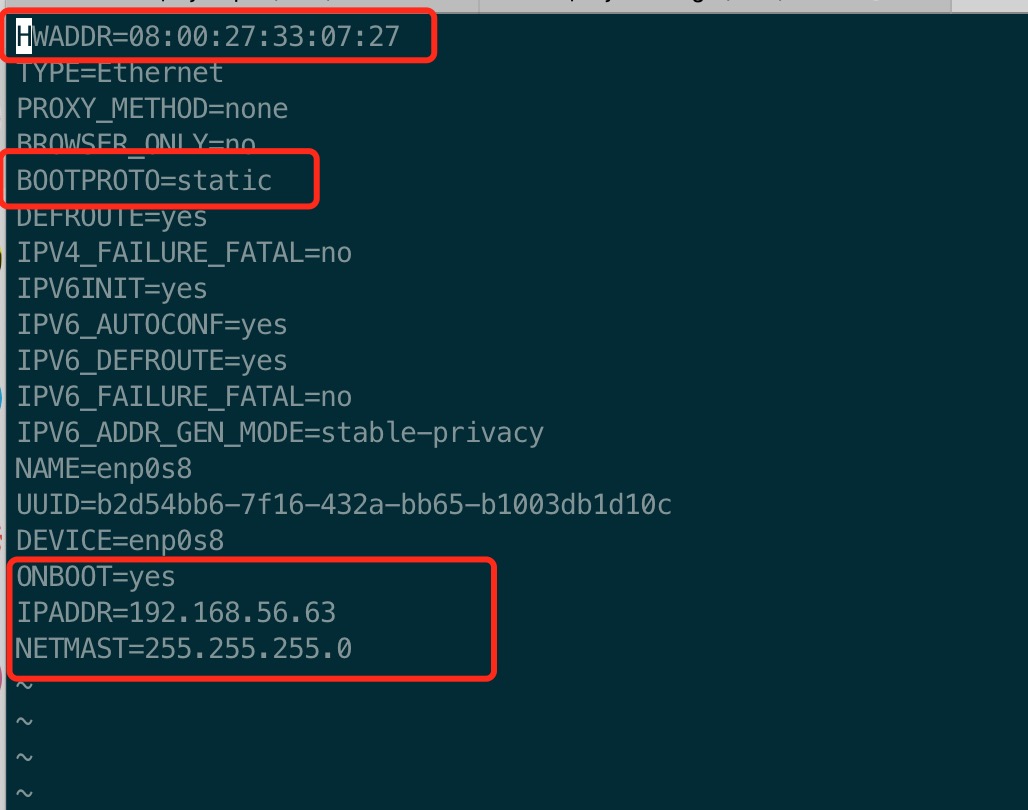 HWADDR=08:00:27:33:07:27
TYPE=Ethernet
PROXY_METHOD=none
BROWSER_ONLY=no
BOOTPROTO=static
DEFROUTE=yes
IPV4_FAILURE_FATAL=no
IPV6INIT=yes
IPV6_AUTOCONF=yes
IPV6_DEFROUTE=yes
IPV6_FAILURE_FATAL=no
IPV6_ADDR_GEN_MODE=stable-privacy
NAME=enp0s8
UUID=b2d54bb6-7f16-432a-bb65-b1003db1d10c
DEVICE=enp0s8
ONBOOT=yes
IPADDR=192.168.56.63
NETMAST=255.255.255.0
~
~
~
~